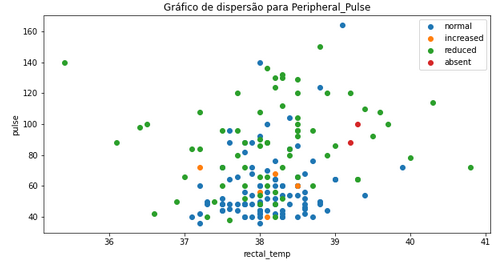 Gráfico de dispersão para Peripheral_Pulse
normal
increased
reduced
absent
160
140
120
100
80
60
40
pulse
36
37
38
39
40
41
rectal_temp